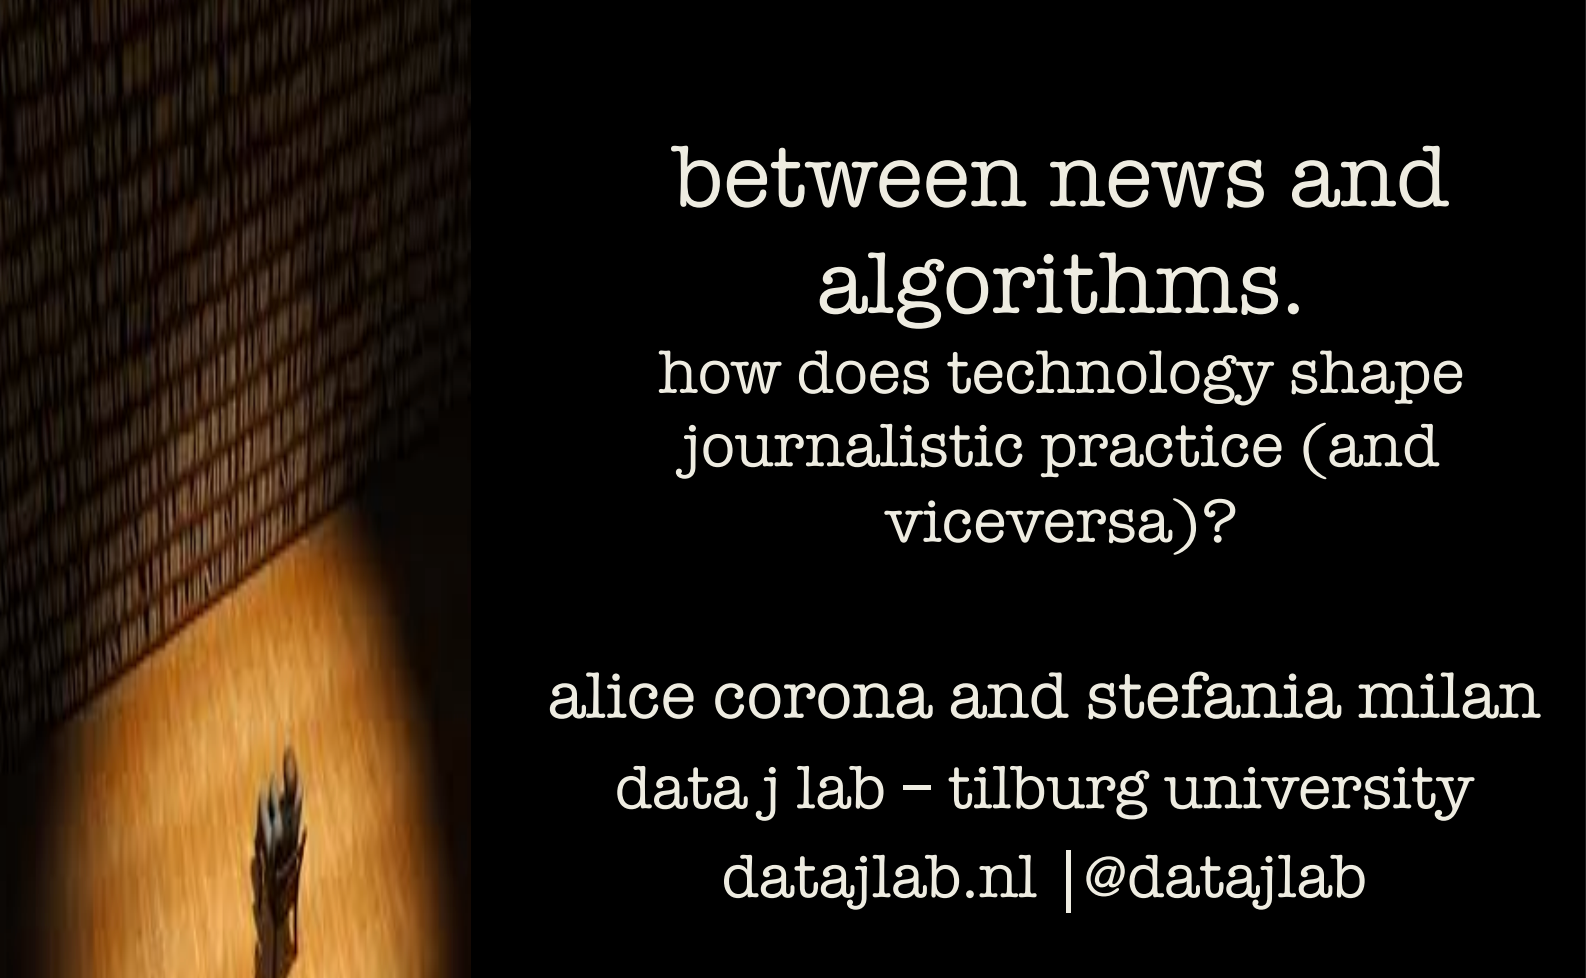 between news and
algorithms.
how does technology shape
journalistic practice (and
viceversa)?
alice corona and stefania milan
data j lab – tilburg university
datajlab.nl |@datajlab